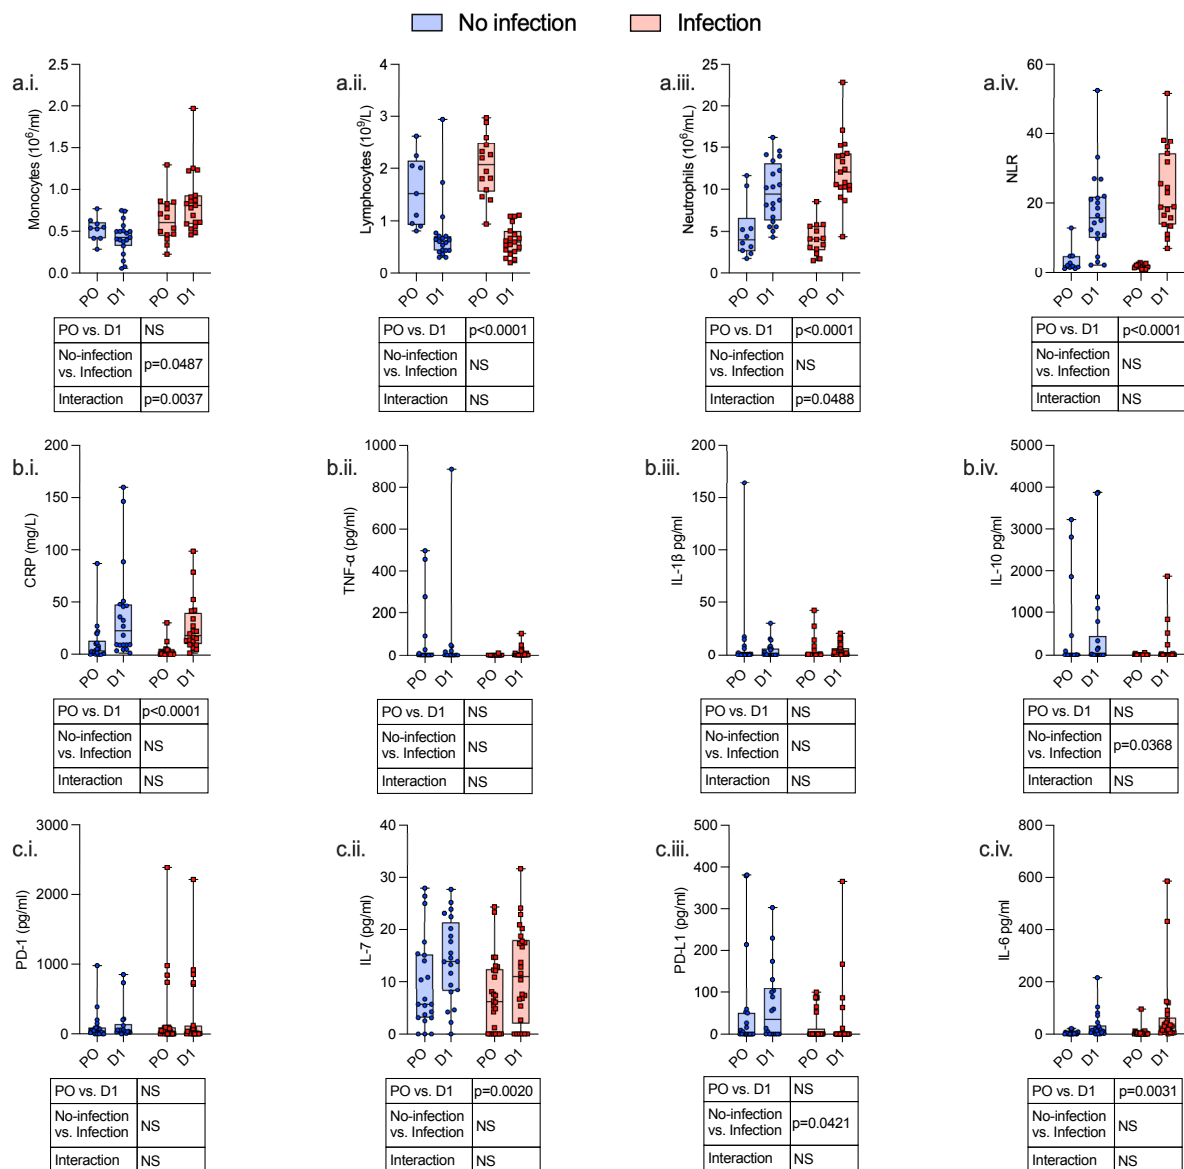 No infection
Infection
a.i.
Monocytes (10⁶/ml)
2.5
2.0
1.5
1.0
0.5
0.0
PO
D1
PO
D1
PO vs. D1 NS
No-infection
vs. Infection p=0.0487
Interaction p=0.0037
a.ii.
Lymphocytes (10⁹/L)
4
3
2
1
0
PO
D1
PO
D1
PO vs. D1 p<0.0001
No-infection
vs. Infection NS
Interaction NS
a.iii.
Neutrophils (10⁶/mL)
25
20
15
10
5
0
PO
D1
PO
D1
PO vs. D1 p<0.0001
No-infection
vs. Infection NS
Interaction p=0.0488
a.iv.
NLR
60
40
20
0
PO
D1
PO
D1
PO vs. D1 p<0.0001
No-infection
vs. Infection NS
Interaction NS
b.i.
CRP (mg/L)
200
150
100
50
0
PO
D1
PO
D1
PO vs. D1 p<0.0001
No-infection
vs. Infection NS
Interaction NS
b.ii.
TNF-α (pg/ml)
1000
800
600
400
200
0
PO
D1
PO
D1
PO vs. D1 NS
No-infection
vs. Infection NS
Interaction NS
b.iii.
IL-1β pg/ml
200
150
100
50
0
PO
D1
PO
D1
PO vs. D1 NS
No-infection
vs. Infection NS
Interaction NS
b.iv.
IL-10 pg/ml
5000
4000
3000
2000
1000
0
PO
D1
PO
D1
PO vs. D1 NS
No-infection
vs. Infection p=0.0368
Interaction NS
c.i.
PD-1 (pg/ml)
3000
2000
1000
0
PO
D1
PO
D1
PO vs. D1 NS
No-infection
vs. Infection NS
Interaction NS
c.ii.
IL-7 (pg/ml)
40
30
20
10
0
PO
D1
PO
D1
PO vs. D1 p=0.0020
No-infection
vs. Infection NS
Interaction NS
c.iii.
PD-L1 (pg/ml)
500
400
300
200
100
0
PO
D1
PO
D1
PO vs. D1 NS
No-infection
vs. Infection p=0.0421
Interaction NS
c.iv.
IL-6 pg/ml
800
600
400
200
0
PO
D1
PO
D1
PO vs. D1 p=0.0031
No-infection
vs. Infection NS
Interaction NS